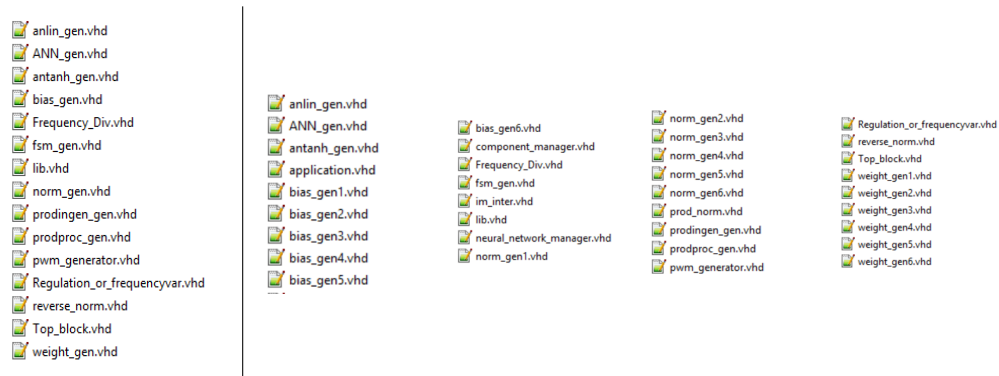 anlin_gen.vhd
ANN_gen.vhd
antanh_gen.vhd
bias_gen.vhd
Frequency_Div.vhd
fsm_gen.vhd
lib.vhd
norm_gen.vhd
prodingen_gen.vhd
prodproc_gen.vhd
pwm_generator.vhd
Regulation_or_frequencyvar.vhd
reverse_norm.vhd
Top_block.vhd
weight_gen.vhd
anlin_gen.vhd
ANN_gen.vhd
antanh_gen.vhd
application.vhd
bias_gen1.vhd
bias_gen2.vhd
bias_gen3.vhd
bias_gen4.vhd
bias_gen5.vhd
bias_gen6.vhd
component_manager.vhd
Frequency_Div.vhd
fsm_gen.vhd
im_inter.vhd
lib.vhd
neural_network_manager.vhd
norm_gen1.vhd
norm_gen2.vhd
norm_gen3.vhd
norm_gen4.vhd
norm_gen5.vhd
norm_gen6.vhd
prod_norm.vhd
prodingen_gen.vhd
prodproc_gen.vhd
pwm_generator.vhd
Regulation_or_frequencyvar.vhd
reverse_norm.vhd
Top_block.vhd
weight_gen1.vhd
weight_gen2.vhd
weight_gen3.vhd
weight_gen4.vhd
weight_gen5.vhd
weight_gen6.vhd